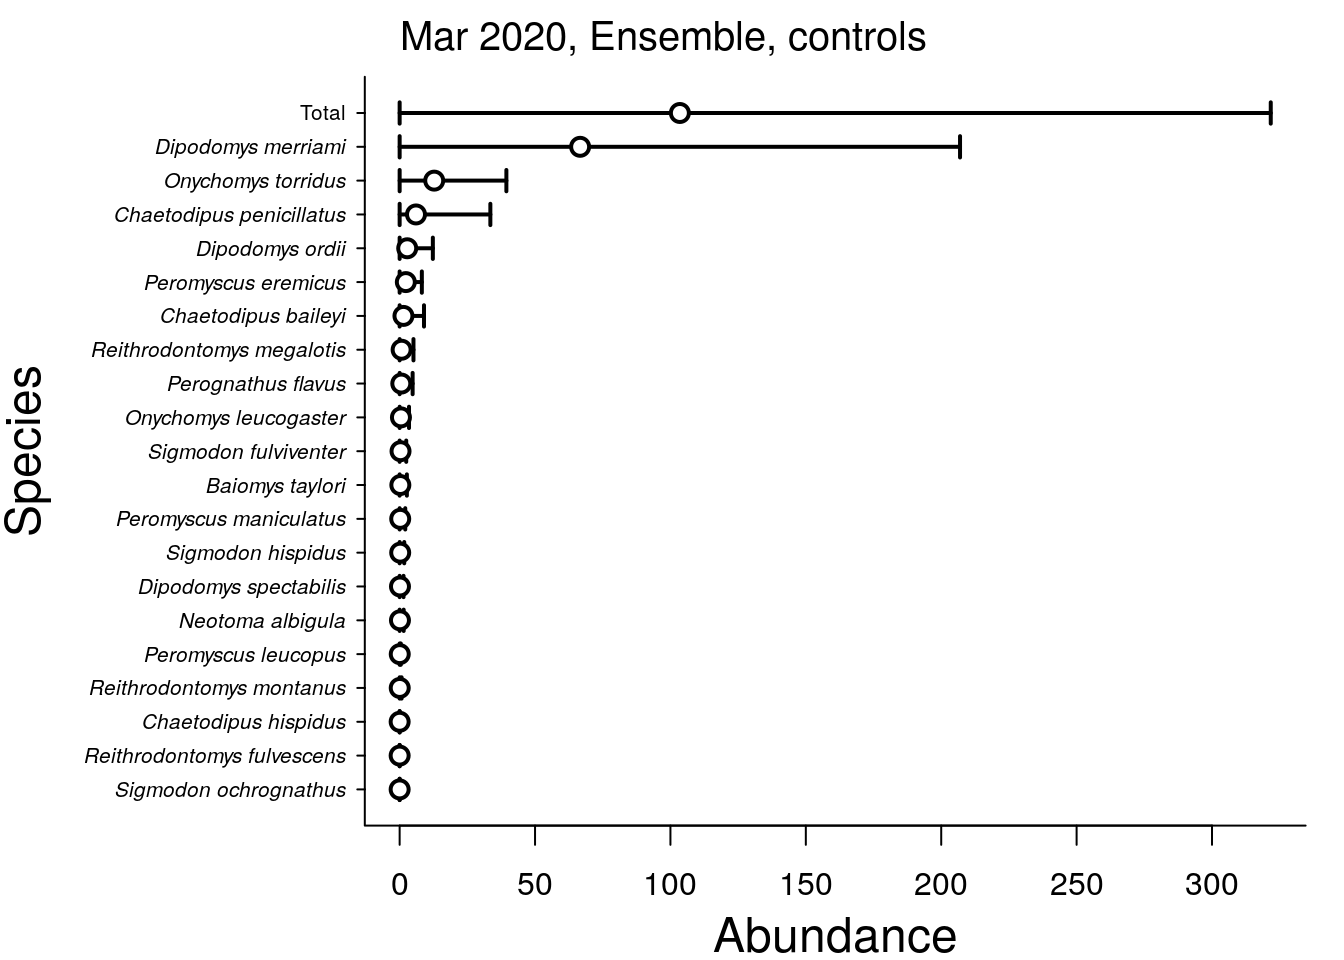 Mar 2020, Ensemble, controls
Species
Total
Dipodomys merriami
Onychomys torridus
Chaetodipus penicillatus
Dipodomys ordii
Peromyscus eremicus
Chaetodipus baileyi
Reithrodontomys megalotis
Perognathus flavus
Onychomys leucogaster
Sigmodon fulviventer
Baiomys taylori
Peromyscus maniculatus
Sigmodon hispidus
Dipodomys spectabilis
Neotoma albigula
Peromyscus leucopus
Reithrodontomys montanus
Chaetodipus hispidus
Reithrodontomys fulvescens
Sigmodon ochrognathus
0 50 100 150 200 250 300
Abundance